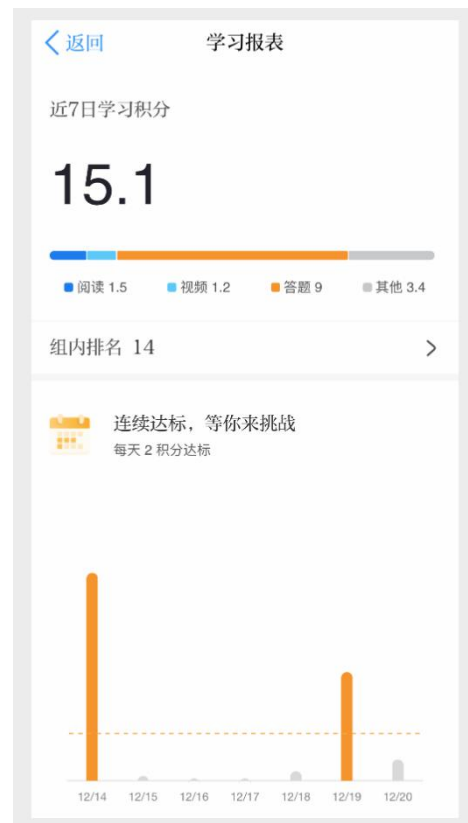 返回 学习报表
近7日学习积分
15.1
阅读 1.5 视频 1.2 答题 9 其他 3.4
组内排名 14
连续达标，等你来挑战
每天 2 积分达标
12/14 12/15 12/16 12/17 12/18 12/19 12/20